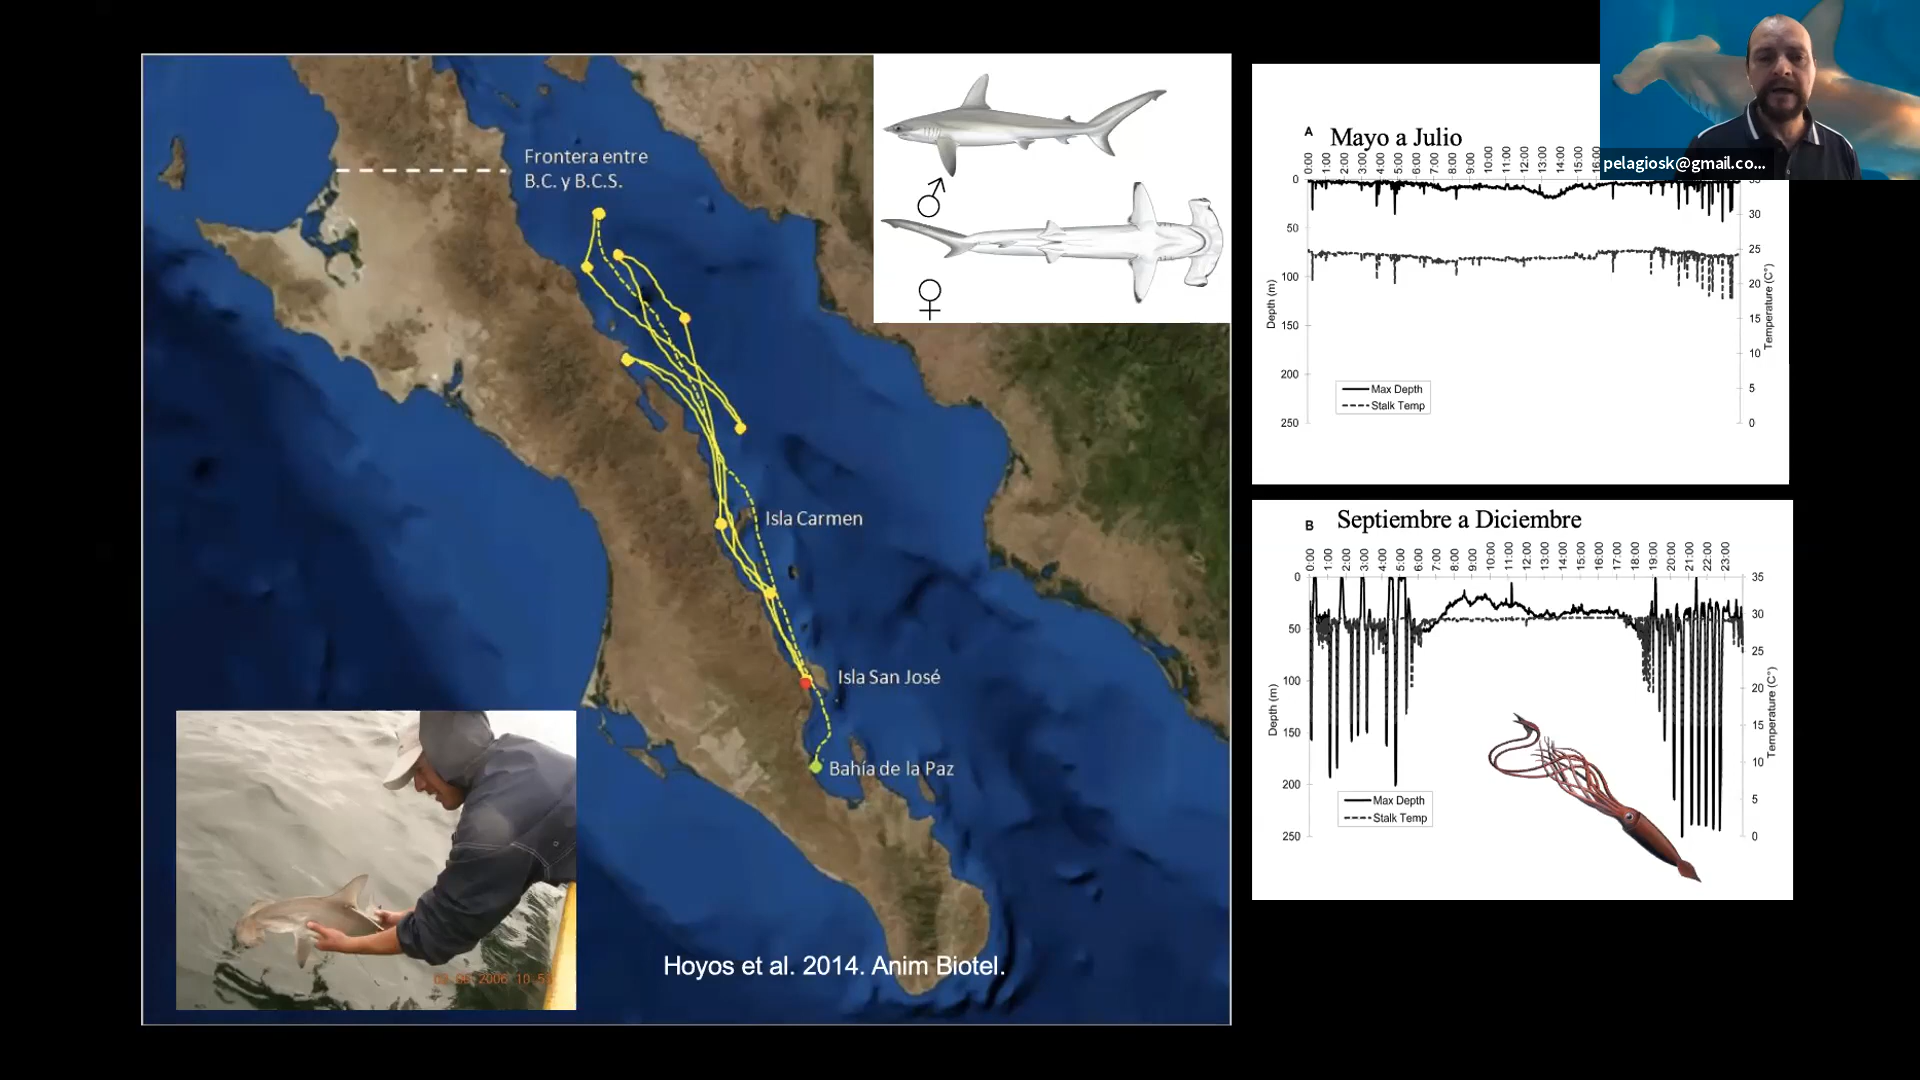 Frontera entre
B.C. y B.C.S.
♂
♀
Isla Carmen
Isla San José
Bahía de la Paz
Hoyos et al. 2014. Anim Biotel.
A Mayo a Julio
0:00 1:00 2:00 3:00 4:00 5:00 6:00 7:00 8:00 9:00 10:00 11:00 12:00 13:00 14:00 15:00
0
50
100
150
200
250
Depth (m)
30
25
20
15
10
5
0
Temperature (C°)
Max Depth
Stalk Temp
pelagiosk@gmail.co...
B Septiembre a Diciembre
0:00 1:00 2:00 3:00 4:00 5:00 6:00 7:00 8:00 9:00 10:00 11:00 12:00 13:00 14:00 15:00 16:00 17:00 18:00 19:00 20:00 21:00 22:00 23:00
0
50
100
150
200
250
Depth (m)
35
30
25
20
15
10
5
0
Temperature (C°)
Max Depth
Stalk Temp